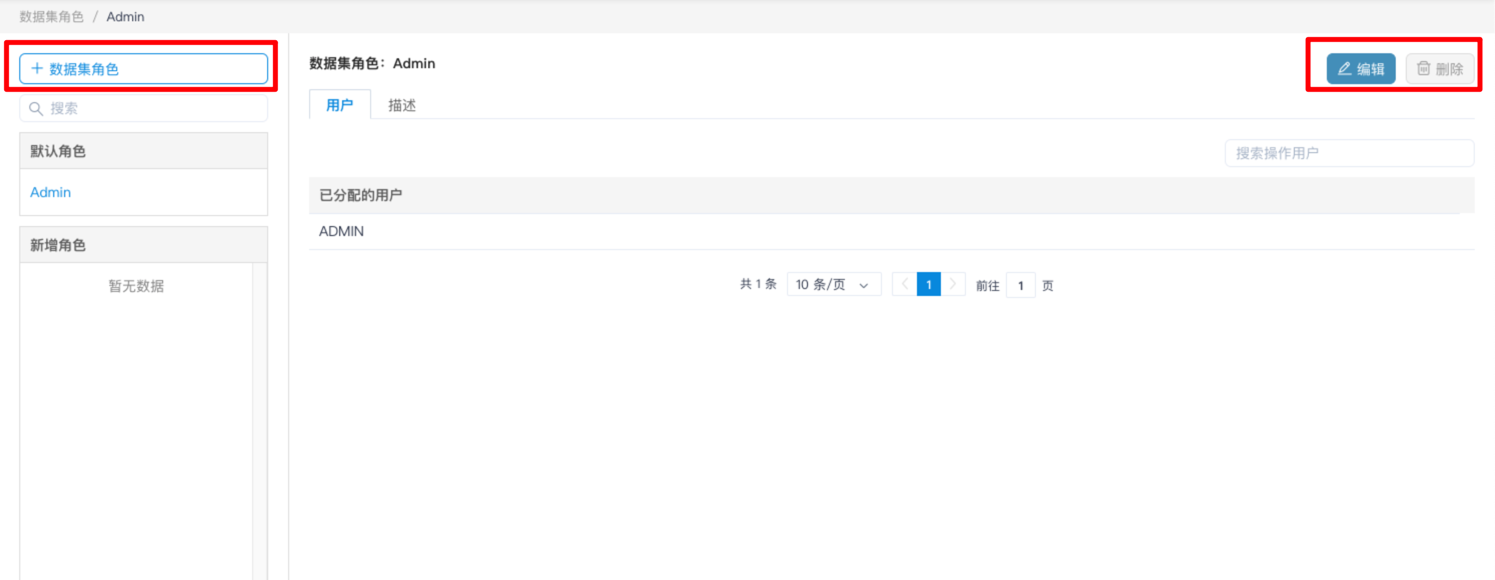 数据集角色 / Admin
+ 数据集角色
搜索
默认角色
Admin
新增角色
暂无数据
数据集角色：Admin
编辑 删除
用户 描述
搜索操作用户
已分配的用户
ADMIN
共 1 条 10 条/页 1 前往 1 页